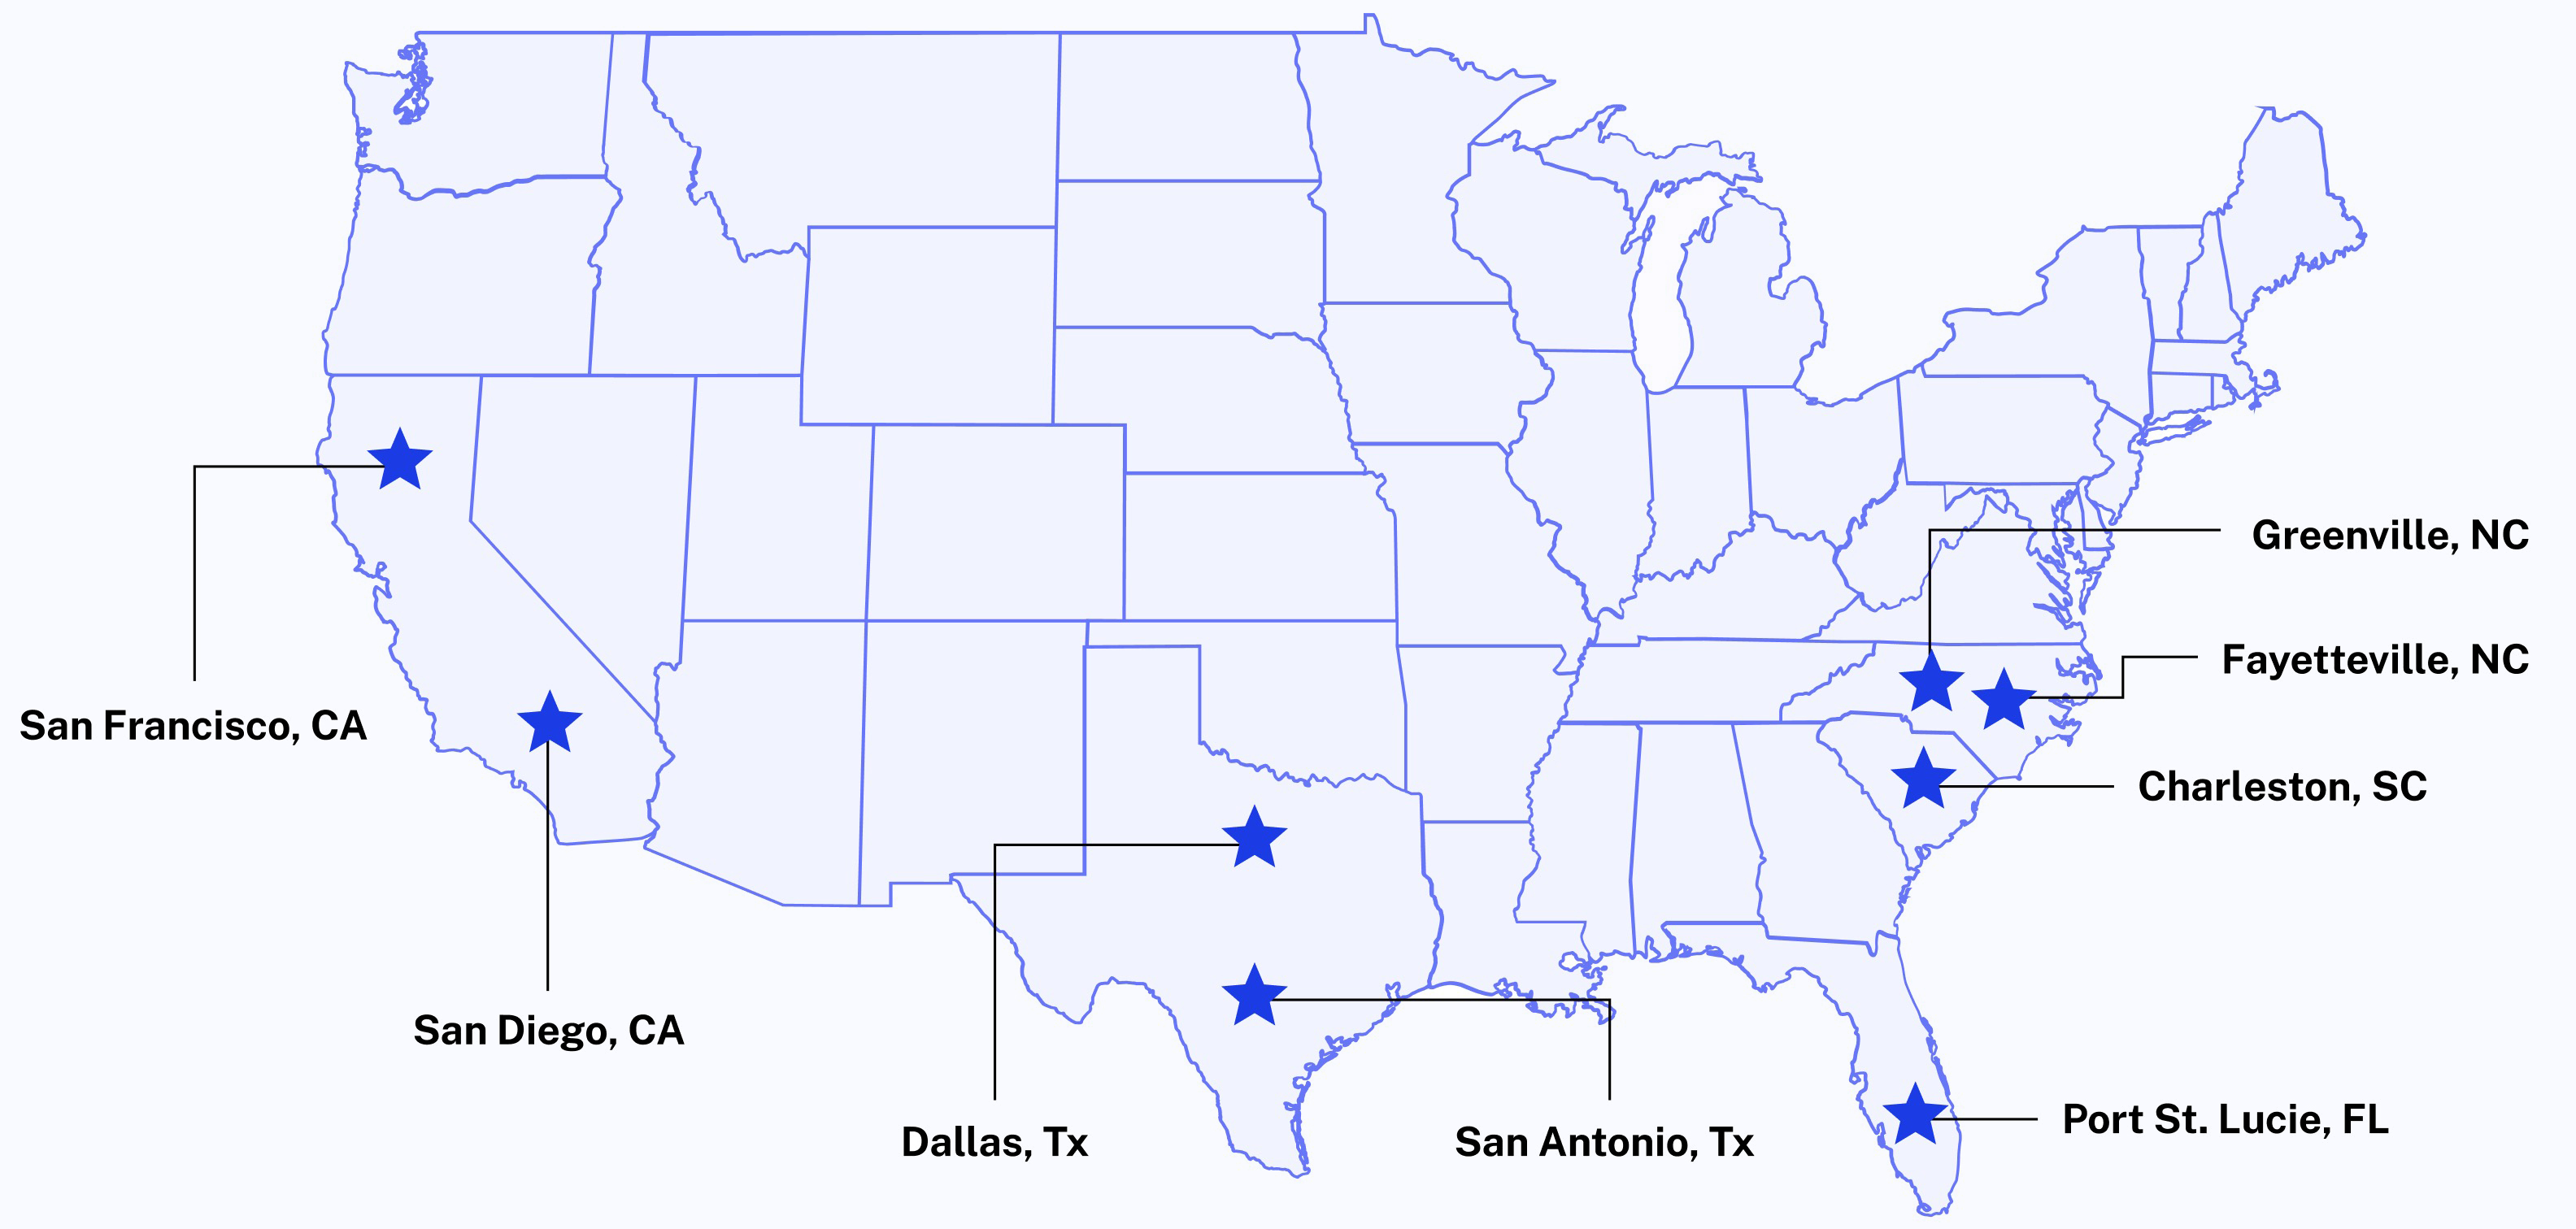 Greenville, NC
Fayetteville, NC
San Francisco, CA
Charleston, SC
San Diego, CA
Port St. Lucie, FL
Dallas, Tx
San Antonio, Tx